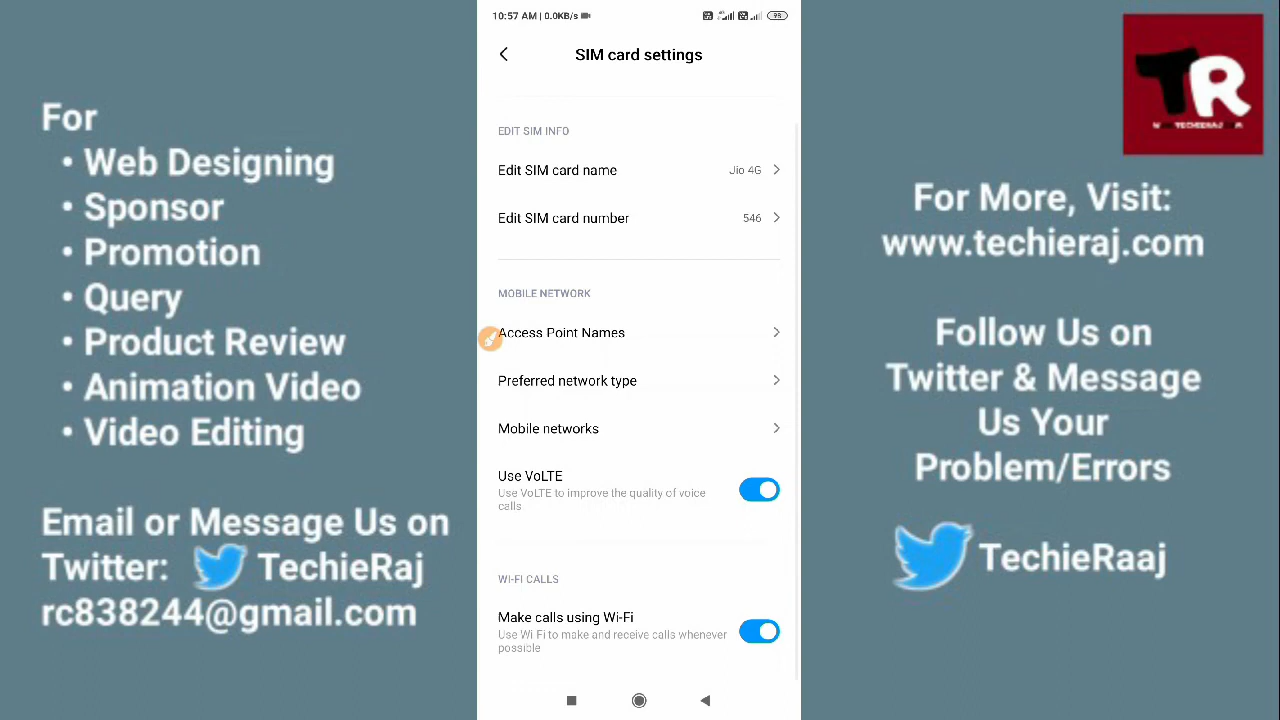 For
• Web Designing
• Sponsor
• Promotion
• Query
• Product Review
• Animation Video
• Video Editing
Email or Message Us on
Twitter: TechieRaj
rc838244@gmail.com
10:57 AM | 0.0KB/s
98
SIM card settings
EDIT SIM INFO
Edit SIM card name Jio 4G
Edit SIM card number 546
MOBILE NETWORK
Access Point Names
Preferred network type
Mobile networks
Use VoLTE
Use VoLTE to improve the quality of voice
calls
WI-FI CALLS
Make calls using Wi-Fi
Use Wi Fi to make and receive calls whenever
possible
TR
For More, Visit:
www.techieraj.com
Follow Us on
Twitter & Message
Us Your
Problem/Errors
TechieRaaj